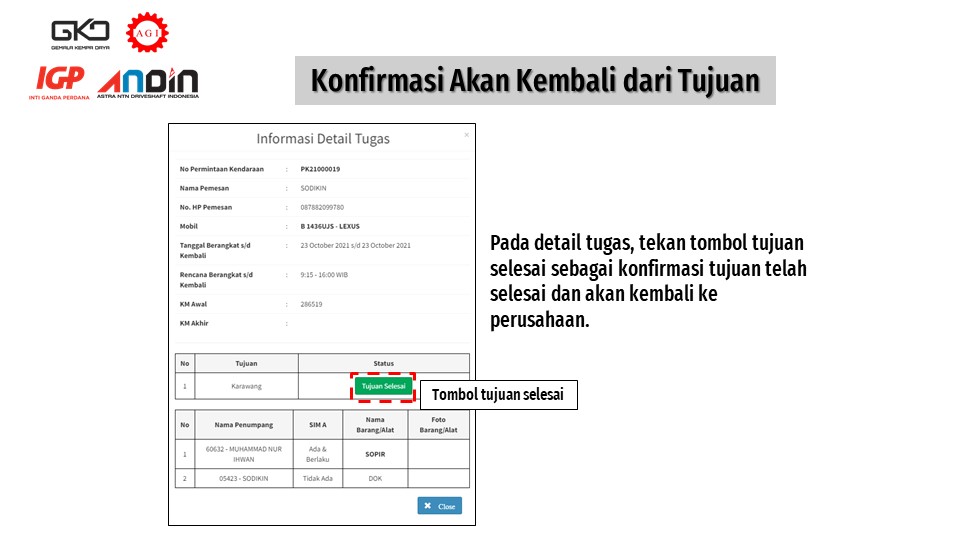 GKD
GEMALA KEMPA DAYA
AGI
IGP
INTI GANDA PERDANA
ANDIN
ASTRA NTN DRIVESHAFT INDONESIA
Konfirmasi Akan Kembali dari Tujuan
Informasi Detail Tugas
×
No Permintaan Kendaraan : PK21000019
Nama Pemesan : SODIKIN
No. HP Pemesan : 087882099780
Mobil : B 1436UJS - LEXUS
Tanggal Berangkat s/d : 23 October 2021 s/d 23 October 2021
Kembali
Rencana Berangkat s/d : 9:15 - 16:00 WIB
Kembali
KM Awal : 286519
KM Akhir :
No Tujuan Status
1 Karawang Tujuan Selesai
Tombol tujuan selesai
No Nama Penumpang SIM A Nama Barang/Alat Foto Barang/Alat
1 60632 - MUHAMMAD NUR IHWAN Ada & Berlaku SOPIR
2 05423 - SODIKIN Tidak Ada DOK
× Close
Pada detail tugas, tekan tombol tujuan
selesai sebagai konfirmasi tujuan telah
selesai dan akan kembali ke
perusahaan.